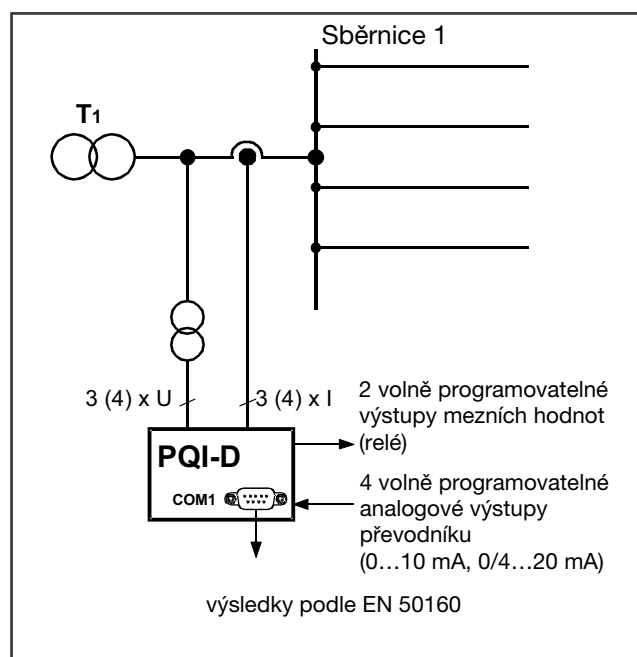 Sběrnice 1
T1
3 (4) x U
3 (4) x I
2 volně programovatelné
výstupy mezních hodnot
(relé)
PQI-D
COM1
4 volně programovatelné
analogové výstupy
převodníku
(0…10 mA, 0/4…20 mA)
výsledky podle EN 50160